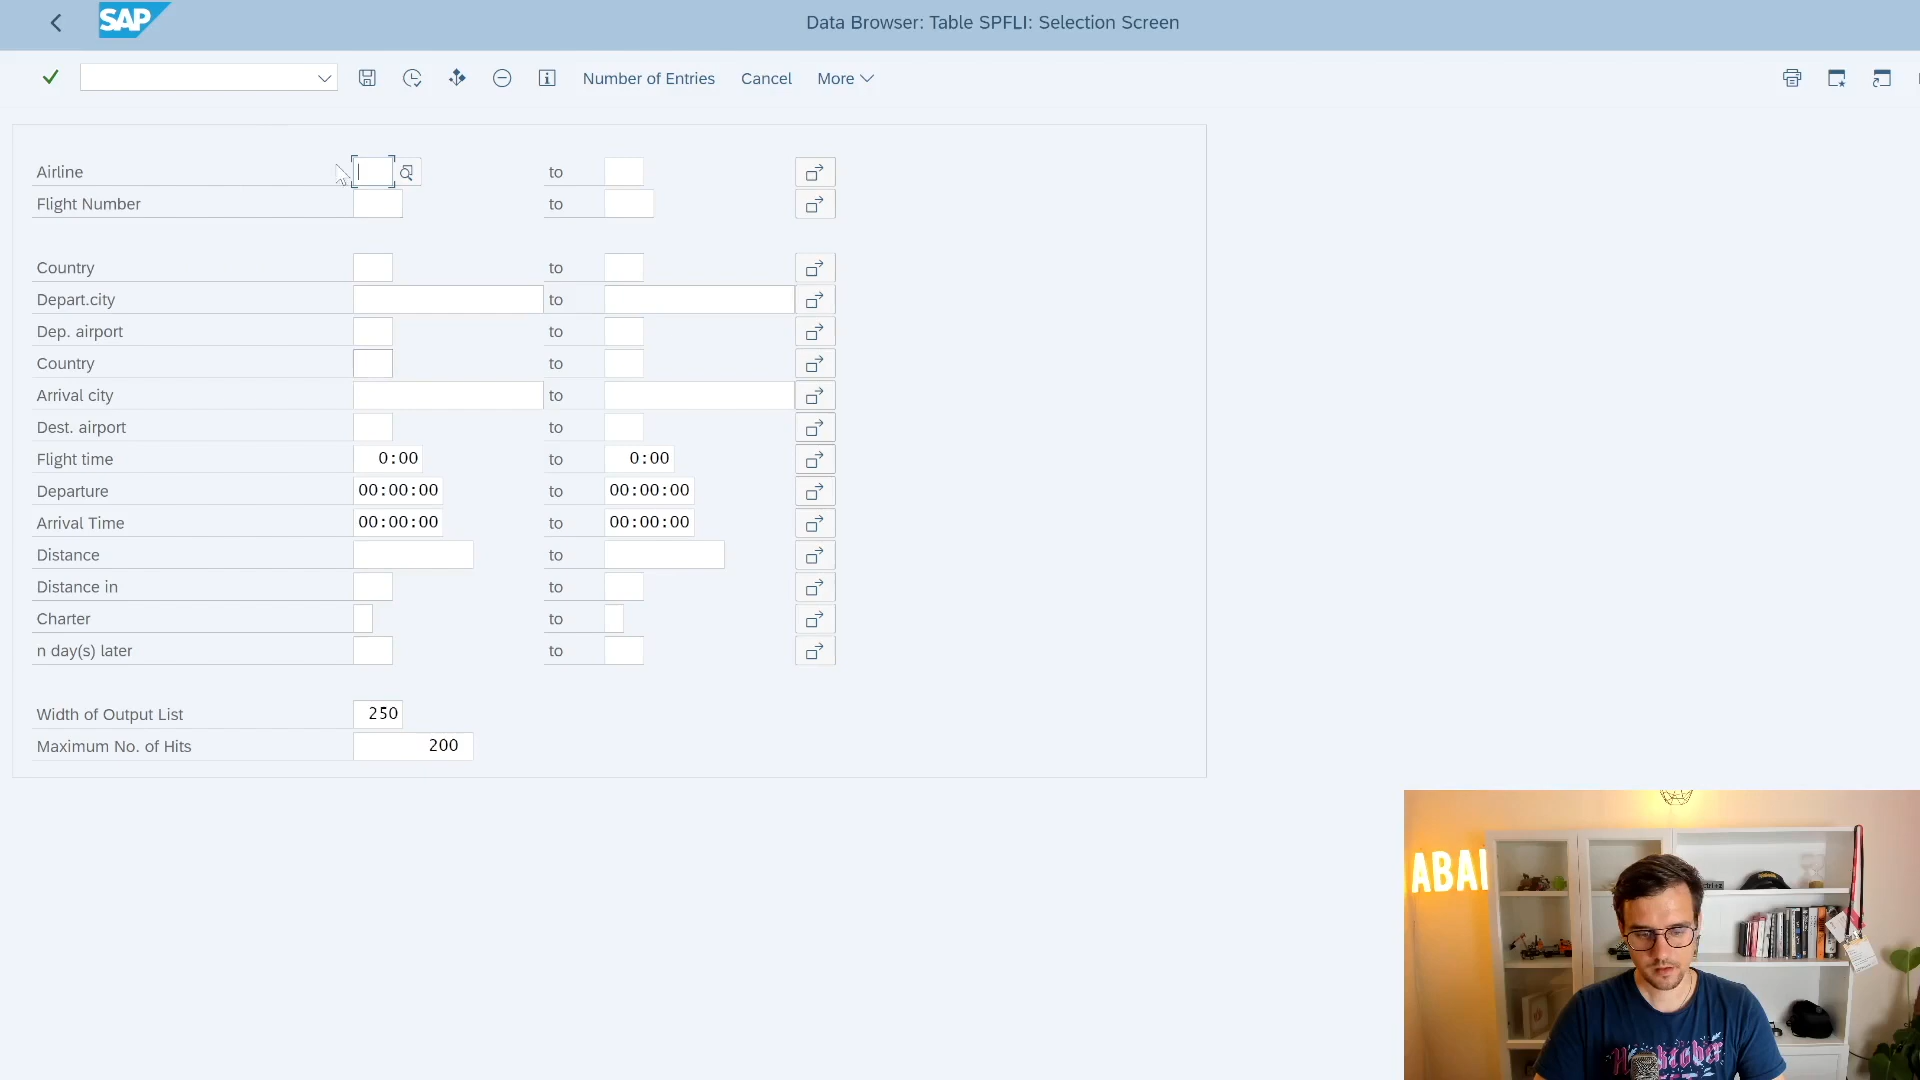 SAP
Data Browser: Table SPFLI: Selection Screen
Number of Entries Cancel More
Airline to
Flight Number to
Country to
Depart.city to
Dep. airport to
Country to
Arrival city to
Dest. airport to
Flight time 0:00 to 0:00
Departure 00:00:00 to 00:00:00
Arrival Time 00:00:00 to 00:00:00
Distance to
Distance in to
Charter to
n day(s) later to
Width of Output List 250
Maximum No. of Hits 200
ABAP